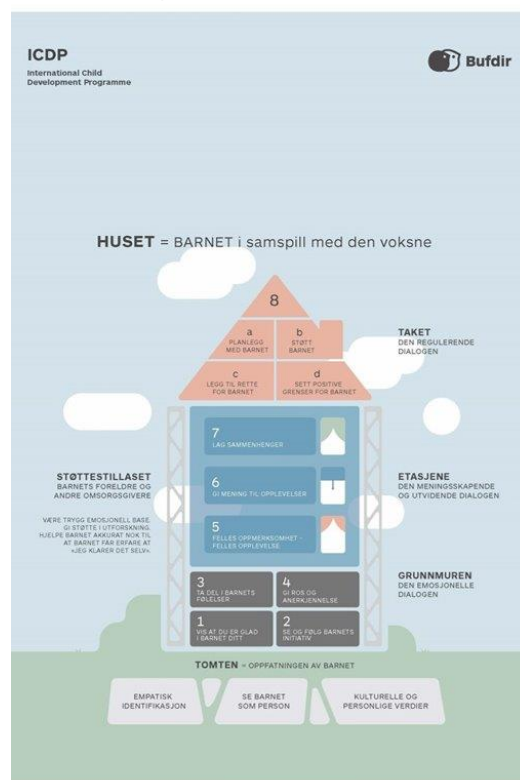 ICDP
International Child
Development Programme
Bufdir
HUSET = BARNET i samspill med den voksne
8
a
PLANLEGG
MED BARNET
b
STØTT
BARNET
c
LEGG TIL RETTE
FOR BARNET
d
SETT POSITIVE
GRENSER FOR BARNET
TAKET
DEN REGULERENDE
DIALOGEN
7
LAG SAMMENHENGER
6
GI MENING TIL OPPLEVELSER
5
FELLES OPPMERKSOMHET -
FELLES OPPLEVELSE
STØTTESTILLASET
BARNETS FORELDRE OG
ANDRE OMSORGSGIVERE
VÆRE TRYGG EMOSJONELL BASE.
GI STØTTE I UTFORSKNING.
HJELPE BARNET AKKURAT NOK TIL
AT BARNET FÅR ERFARE AT
«JEG KLARER DET SELV».
ETASJENE
DEN MENINGSSKAPENDE
OG UTVIDENDE DIALOGEN
3
TA DEL I BARNETS
FØLELSER
4
GI ROS OG
ANERKJENNELSE
1
VIS AT DU ER GLAD
I BARNET DITT
2
SE OG FØLG BARNETS
INITIATIV
GRUNNMUREN
DEN EMOSJONELLE
DIALOGEN
TOMTEN = OPPFATNINGEN AV BARNET
EMPATISK
IDENTIFIKASJON
SE BARNET
SOM PERSON
KULTURELLE OG
PERSONLIGE VERDIER